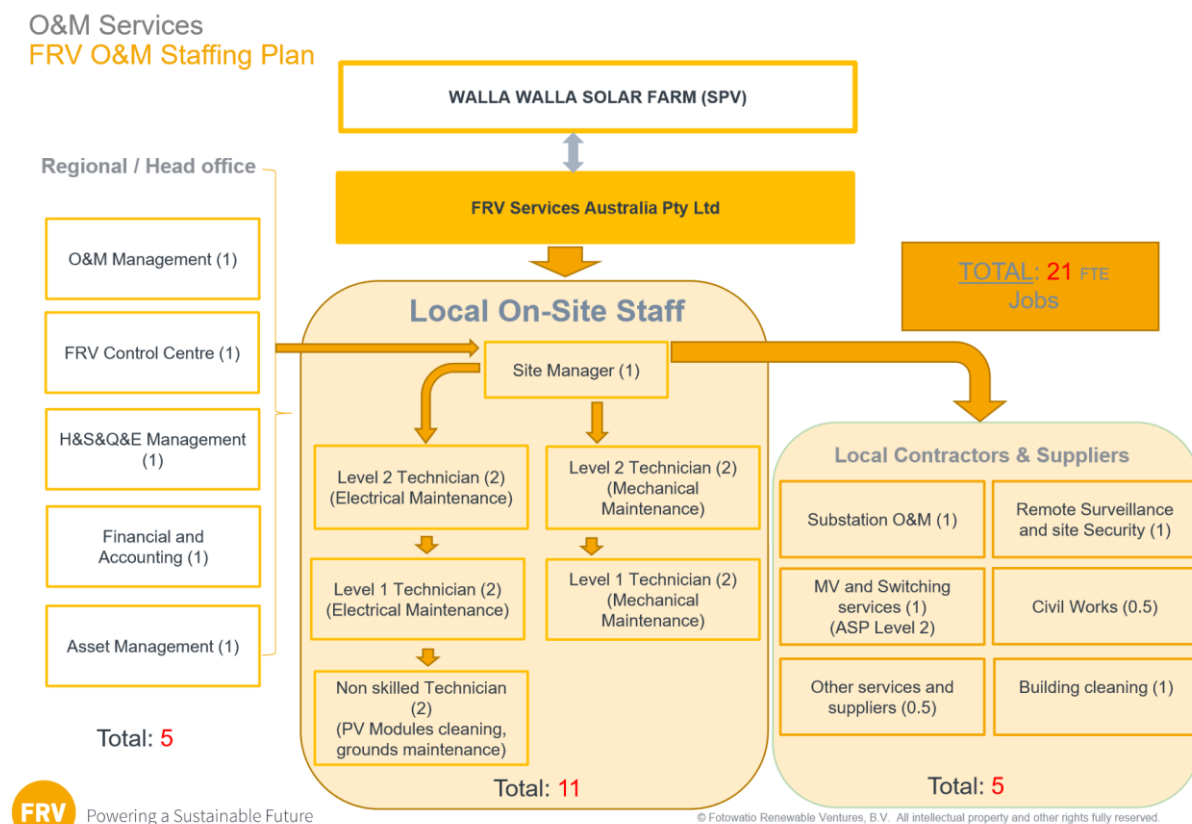 O&M Services
FRV O&M Staffing Plan
WALLA WALLA SOLAR FARM (SPV)
Regional / Head office
FRV Services Australia Pty Ltd
O&M Management (1)
FRV Control Centre (1)
H&S&Q&E Management
(1)
Financial and
Accounting (1)
Asset Management (1)
Total: 5
TOTAL: 21 FTE
Jobs
Local On-Site Staff
Site Manager (1)
Level 2 Technician (2)
(Electrical Maintenance)
Level 2 Technician (2)
(Mechanical
Maintenance)
Level 1 Technician (2)
(Electrical Maintenance)
Level 1 Technician (2)
(Mechanical
Maintenance)
Non skilled Technician
(2)
(PV Modules cleaning,
grounds maintenance)
Total: 11
Local Contractors & Suppliers
Substation O&M (1)
Remote Surveillance
and site Security (1)
MV and Switching
services (1)
(ASP Level 2)
Civil Works (0.5)
Other services and
suppliers (0.5)
Building cleaning (1)
Total: 5
FRV
Powering a Sustainable Future
© Fotowatio Renewable Ventures, B.V. All intellectual property and other rights fully reserved.